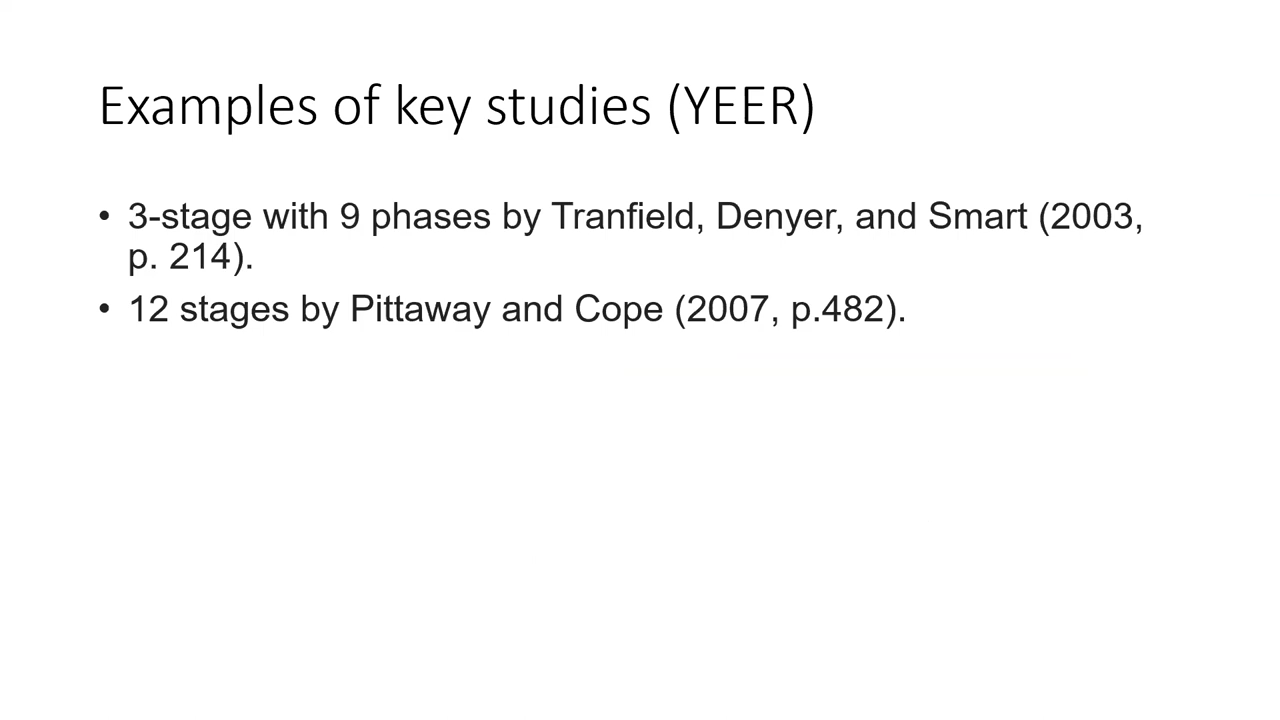 Examples of key studies (YEER)
• 3-stage with 9 phases by Tranfield, Denyer, and Smart (2003,
p. 214).
• 12 stages by Pittaway and Cope (2007, p.482).